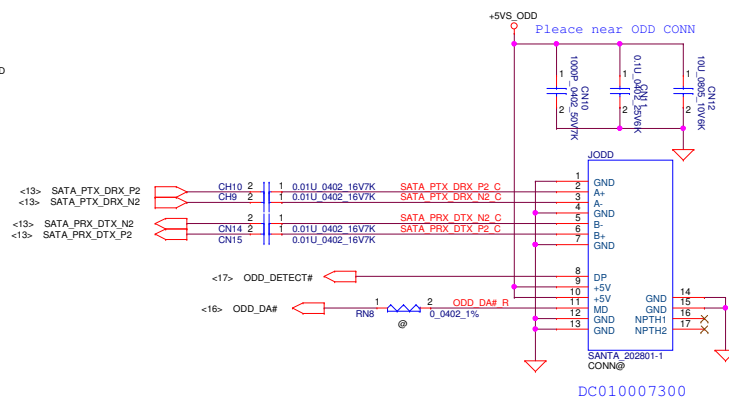 +5VS_ODD
Pleace near ODD CONN
D
1 2 CN10 1000P_0402_50V7K
1 2 CN11 0.1U_0402_25V6K
1 2 CN12 10U_0805_10V6K
JODD
1 GND
<13> SATA_PTX_DRX_P2 CH10 2 1 0.01U_0402_16V7K SATA_PTX_DRX_P2_C 2 A+
<13> SATA_PTX_DRX_N2 CH9 2 1 0.01U_0402_16V7K SATA_PTX_DRX_N2_C 3 A-
4 GND
<13> SATA_PRX_DTX_N2 CN14 2 1 0.01U_0402_16V7K SATA_PRX_DTX_N2_C 5 B-
<13> SATA_PRX_DTX_P2 CN15 2 1 0.01U_0402_16V7K SATA_PRX_DTX_P2_C 6 B+
7 GND
<17> ODD_DETECT# 8 DP
9 +5V
10 +5V GND 14
<16> ODD_DA# RN8 1 2 ODD_DA#_R 11 MD GND 15
@ 0_0402_1%
12 GND NPTH1 16
13 GND NPTH2 17
SANTA_202801-1
CONN@
DC010007300